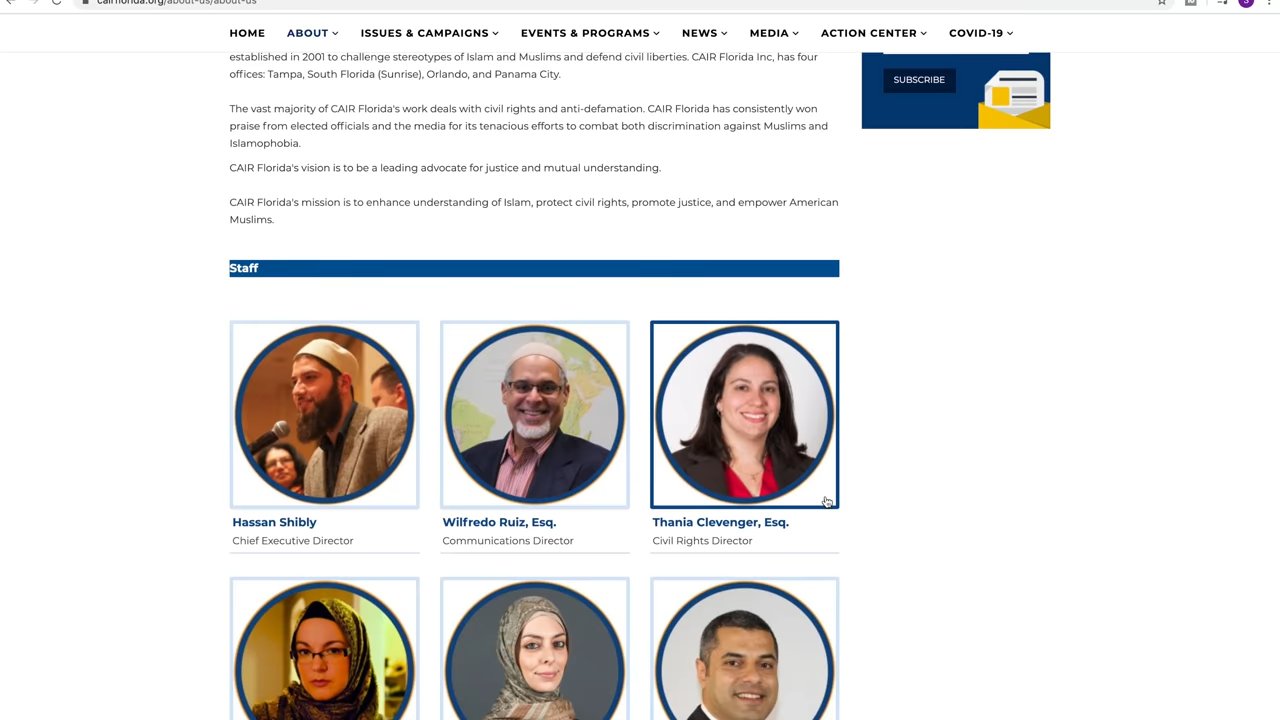 cairflorida.org/about-us/about-us
HOME ABOUT ISSUES & CAMPAIGNS EVENTS & PROGRAMS NEWS MEDIA ACTION CENTER COVID-19
established in 2001 to challenge stereotypes of Islam and Muslims and defend civil liberties. CAIR Florida Inc, has four
offices: Tampa, South Florida (Sunrise), Orlando, and Panama City.
SUBSCRIBE
The vast majority of CAIR Florida's work deals with civil rights and anti-defamation. CAIR Florida has consistently won
praise from elected officials and the media for its tenacious efforts to combat both discrimination against Muslims and
Islamophobia.
CAIR Florida's vision is to be a leading advocate for justice and mutual understanding.
CAIR Florida's mission is to enhance understanding of Islam, protect civil rights, promote justice, and empower American
Muslims.
Staff
Hassan Shibly
Chief Executive Director
Wilfredo Ruiz, Esq.
Communications Director
Thania Clevenger, Esq.
Civil Rights Director